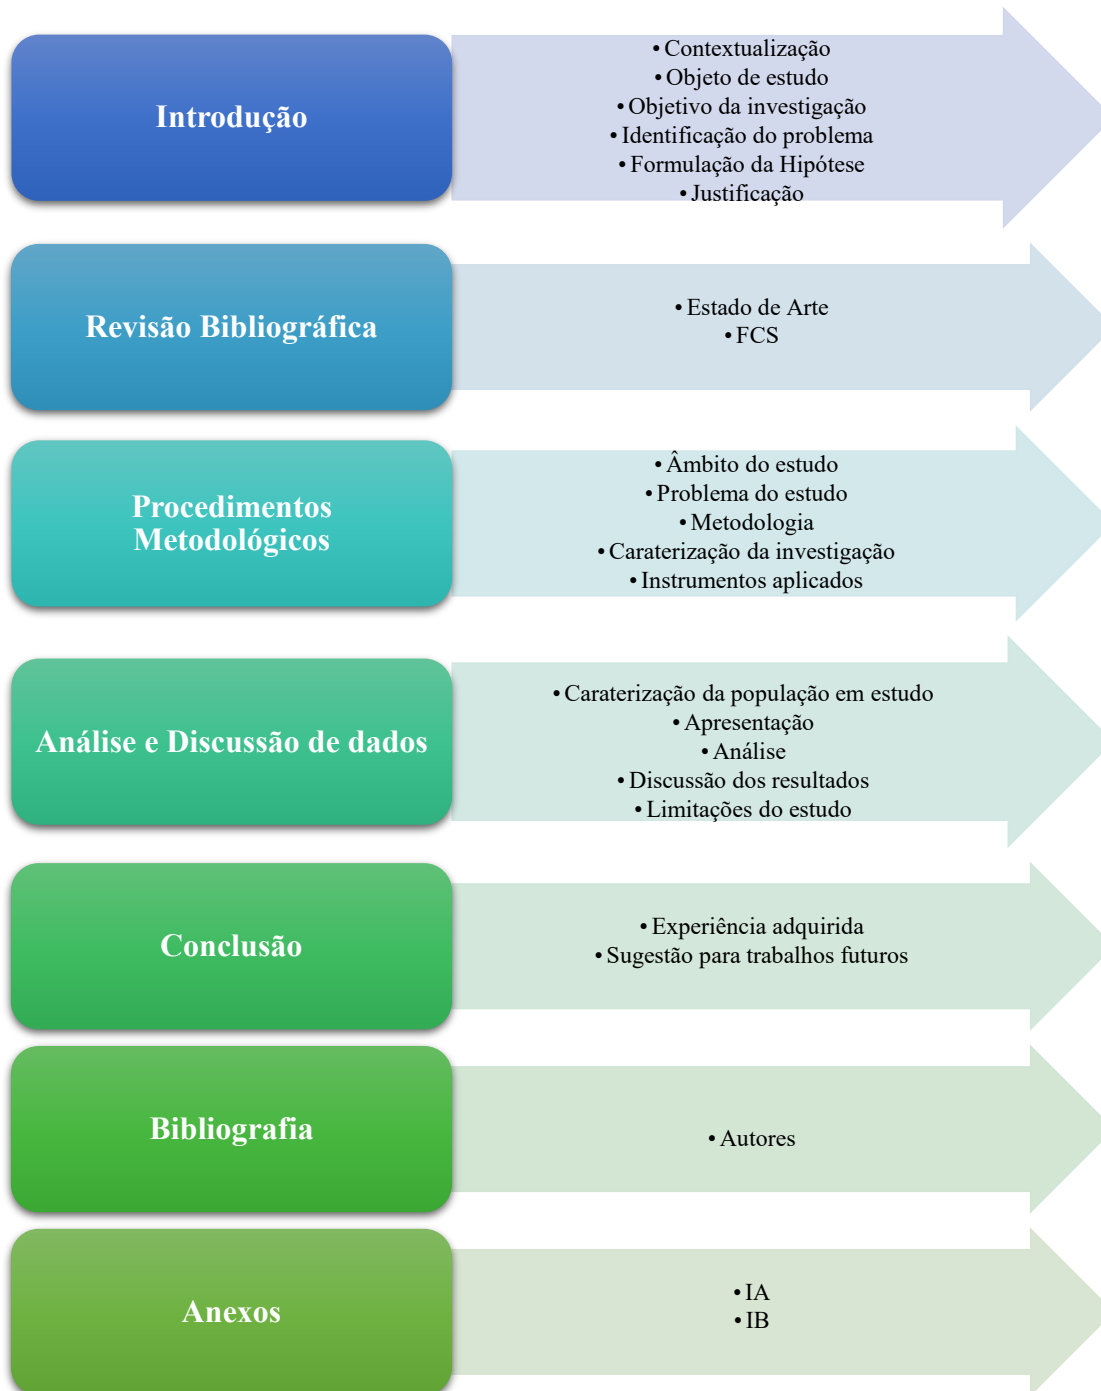 Introdução
• Contextualização
• Objeto de estudo
• Objetivo da investigação
• Identificação do problema
• Formulação da Hipótese
• Justificação
Revisão Bibliográfica
• Estado de Arte
• FCS
Procedimentos
Metodológicos
• Âmbito do estudo
• Problema do estudo
• Metodologia
• Caraterização da investigação
• Instrumentos aplicados
Análise e Discussão de dados
• Caraterização da população em estudo
• Apresentação
• Análise
• Discussão dos resultados
• Limitações do estudo
Conclusão
• Experiência adquirida
• Sugestão para trabalhos futuros
Bibliografia
• Autores
Anexos
• IA
• IB